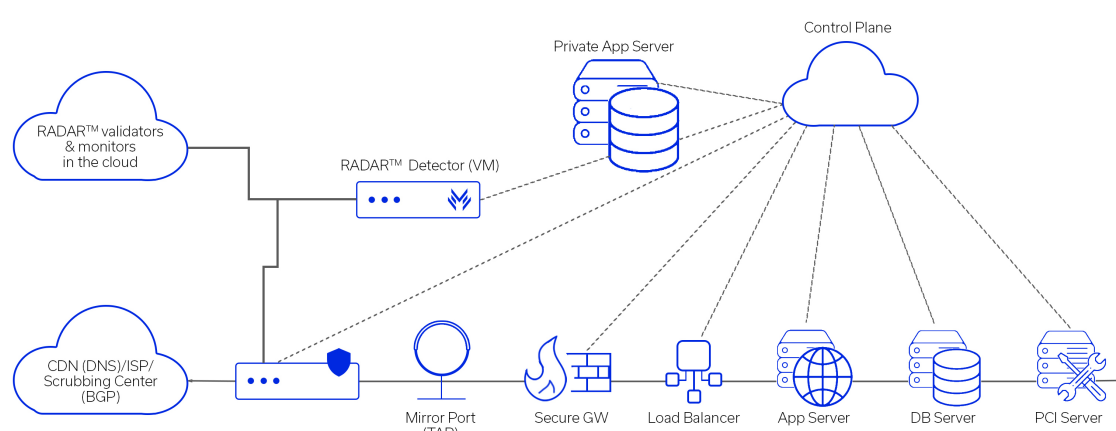 Control Plane
Private App Server
RADAR™ validators
& monitors
in the cloud
RADAR™ Detector (VM)
CDN (DNS)/ISP/
Scrubbing Center
(BGP)
Mirror Port
(TAP)
Secure GW
Load Balancer
App Server
DB Server
PCI Server